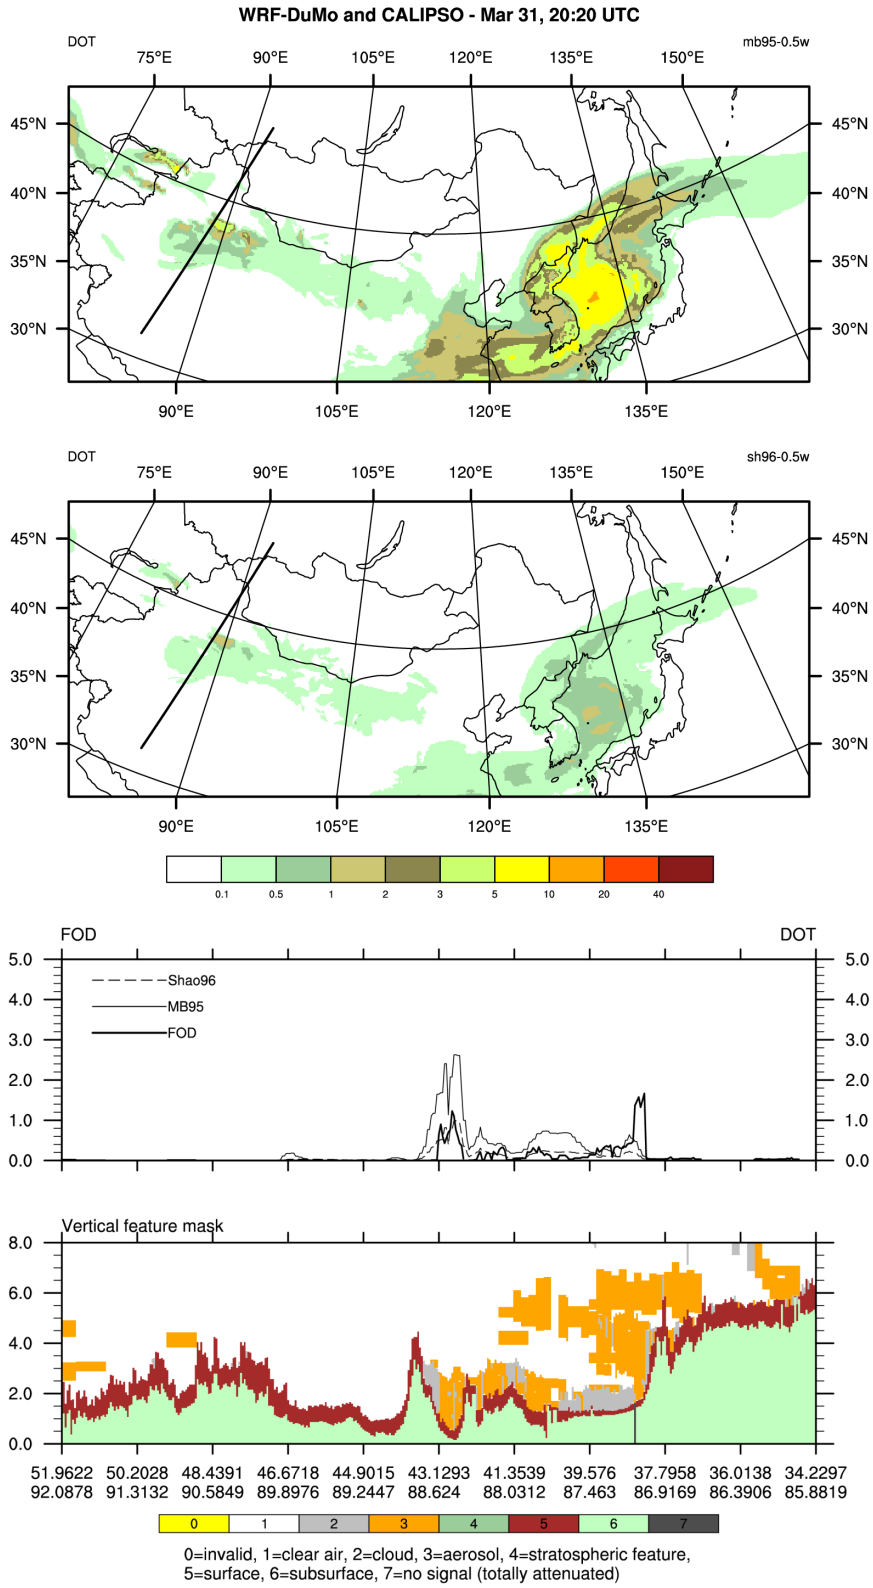 WRF-DuMo and CALIPSO - Mar 31, 20:20 UTC
DOT mb95-0.5w
75°E 90°E 105°E 120°E 135°E 150°E
45°N 45°N
40°N 40°N
35°N 35°N
30°N 30°N
90°E 105°E 120°E 135°E
DOT sh96-0.5w
75°E 90°E 105°E 120°E 135°E 150°E
45°N 45°N
40°N 40°N
35°N 35°N
30°N 30°N
90°E 105°E 120°E 135°E
0.1 0.5 1 2 3 5 10 20 40
FOD DOT
5.0 5.0
Shao96
4.0 4.0
MB95
FOD
3.0 3.0
2.0 2.0
1.0 1.0
0.0 0.0
Vertical feature mask
8.0
6.0
4.0
2.0
0.0
51.9622 50.2028 48.4391 46.6718 44.9015 43.1293 41.3539 39.576 37.7958 36.0138 34.2297
92.0878 91.3132 90.5849 89.8976 89.2447 88.624 88.0312 87.463 86.9169 86.3906 85.8819
0 1 2 3 4 5 6 7
0=invalid, 1=clear air, 2=cloud, 3=aerosol, 4=stratospheric feature,
5=surface, 6=subsurface, 7=no signal (totally attenuated)